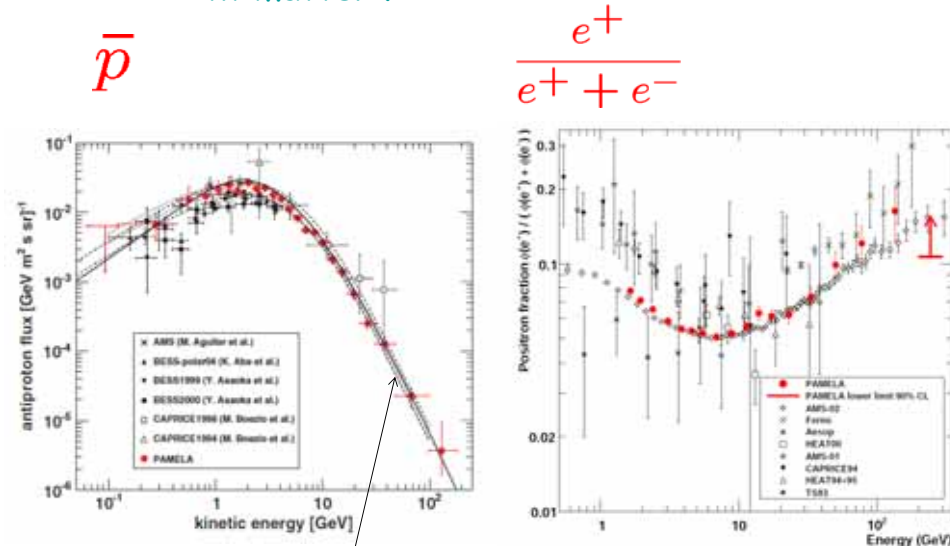 p̄
e⁺
e⁺ + e⁻
antiproton flux [GeV m² s sr]⁻¹
10⁻¹
10⁻²
10⁻³
10⁻⁴
10⁻⁵
10⁻⁶
AMS (M. Aguilar et al.)
BESS-polar04 (K. Abe et al.)
BESS1999 (Y. Asaoka et al.)
BESS2000 (Y. Asaoka et al.)
CAPRICE1998 (M. Boezio et al.)
CAPRICE1994 (M. Boezio et al.)
PAMELA
10⁻¹ 1 10 10²
kinetic energy [GeV]
Positron fraction φ(e⁺) / ( φ(e⁺) + φ(e⁻))
0.3
0.2
0.1
0.02
0.01
PAMELA
PAMELA lower limit 90% CL
AMS-02
Fermi
Aesop
HEAT00
AMS-01
CAPRICE94
HEAT94+95
TS93
1 10 10²
Energy (GeV)